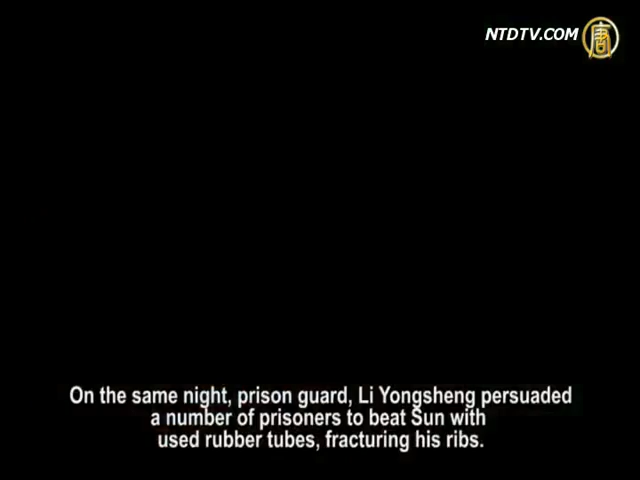 NTDTV.COM
唐
On the same night, prison guard, Li Yongsheng persuaded
a number of prisoners to beat Sun with
used rubber tubes, fracturing his ribs.